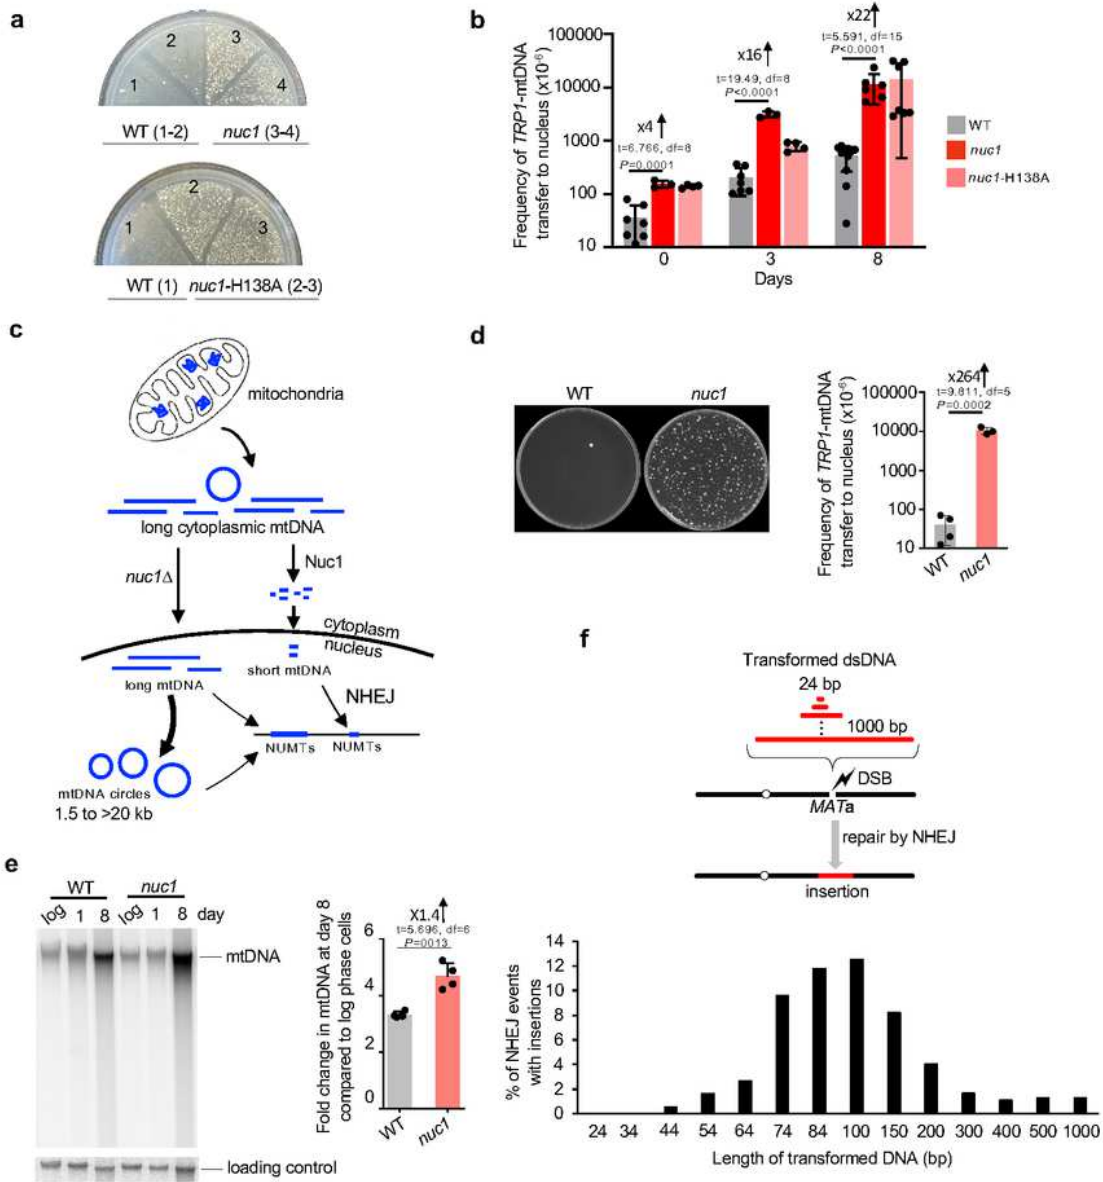 a
1
2
3
4
WT (1-2) nuc1 (3-4)
1
2
3
WT (1) nuc1-H138A (2-3)
b
Frequency of TRP1-mtDNA
transfer to nucleus (x10-6)
100000
10000
1000
100
10
x4
t=6.766, df=8
P=0.0001
x16
t=19.49, df=8
P<0.0001
x22
t=5.591, df=15
P<0.0001
0 3 8
Days
WT
nuc1
nuc1-H138A
c
mitochondria
long cytoplasmic mtDNA
nuc1Δ
Nuc1
cytoplasm
nucleus
long mtDNA
short mtDNA
NHEJ
NUMTs NUMTs
mtDNA circles
1.5 to >20 kb
d
WT nuc1
Frequency of TRP1-mtDNA
transfer to nucleus (x10-6)
100000
10000
1000
100
10
x264
t=9.811, df=5
P=0.0002
WT nuc1
e
WT nuc1
log 1 8 log 1 8 day
mtDNA
loading control
Fold change in mtDNA at day 8
compared to log phase cells
6
4
2
0
X1.4
t=5.696, df=6
P=0013
WT nuc1
f
Transformed dsDNA
24 bp
1000 bp
DSB
MATa
repair by NHEJ
insertion
% of NHEJ events
with insertions
14
12
10
8
6
4
2
0
24 34 44 54 64 74 84 100 150 200 300 400 500 1000
Length of transformed DNA (bp)